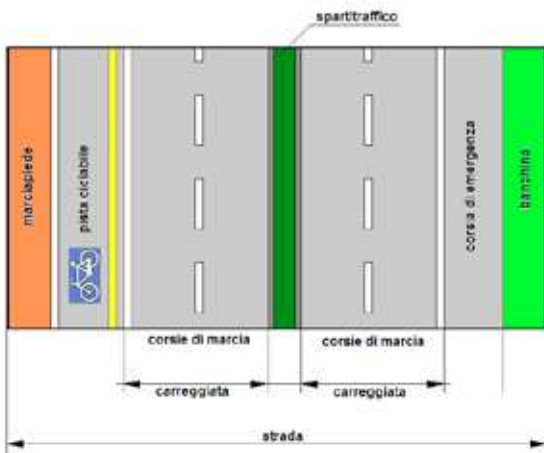 spartitraffico
marciapiede
pista ciclabile
corsia di emergenza
banchina
corsie di marcia
corsie di marcia
carreggiata
carreggiata
strada